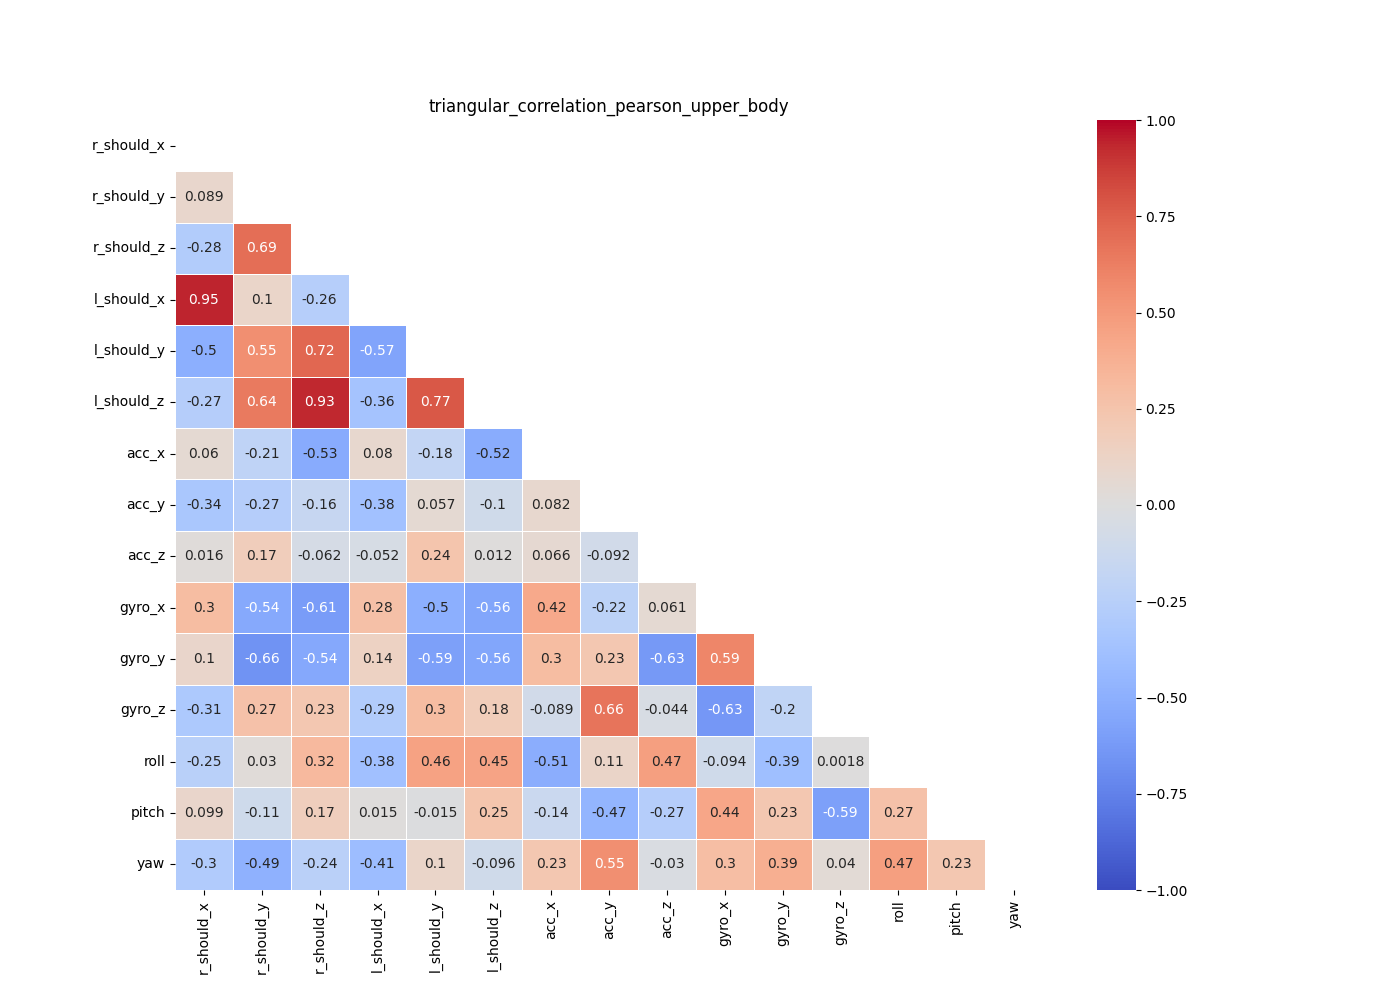 triangular_correlation_pearson_upper_body
1.00
r_should_x
r_should_y 0.089
0.75
r_should_z -0.28 0.69
l_should_x 0.95 0.1 -0.26
0.50
l_should_y -0.5 0.55 0.72 -0.57
l_should_z -0.27 0.64 0.93 -0.36 0.77
0.25
acc_x 0.06 -0.21 -0.53 0.08 -0.18 -0.52
acc_y -0.34 -0.27 -0.16 -0.38 0.057 -0.1 0.082
0.00
acc_z 0.016 0.17 -0.062 -0.052 0.24 0.012 0.066 -0.092
gyro_x 0.3 -0.54 -0.61 0.28 -0.5 -0.56 0.42 -0.22 0.061
−0.25
gyro_y 0.1 -0.66 -0.54 0.14 -0.59 -0.56 0.3 0.23 -0.63 0.59
−0.50
gyro_z -0.31 0.27 0.23 -0.29 0.3 0.18 -0.089 0.66 -0.044 -0.63 -0.2
roll -0.25 0.03 0.32 -0.38 0.46 0.45 -0.51 0.11 0.47 -0.094 -0.39 0.0018
−0.75
pitch 0.099 -0.11 0.17 0.015 -0.015 0.25 -0.14 -0.47 -0.27 0.44 0.23 -0.59 0.27
yaw -0.3 -0.49 -0.24 -0.41 0.1 -0.096 0.23 0.55 -0.03 0.3 0.39 0.04 0.47 0.23
−1.00
r_should_x r_should_y r_should_z l_should_x l_should_y l_should_z acc_x acc_y acc_z gyro_x gyro_y gyro_z roll pitch yaw